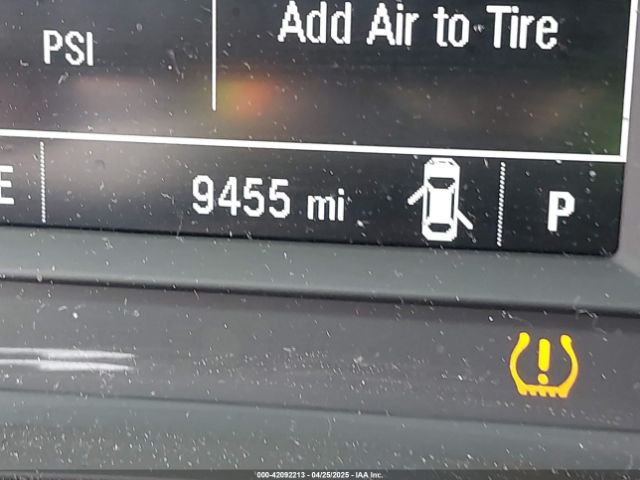 Add Air to Tire
PSI
E
9455 mi
P
000-42092213 - 04/25/2025 - IAA Inc.